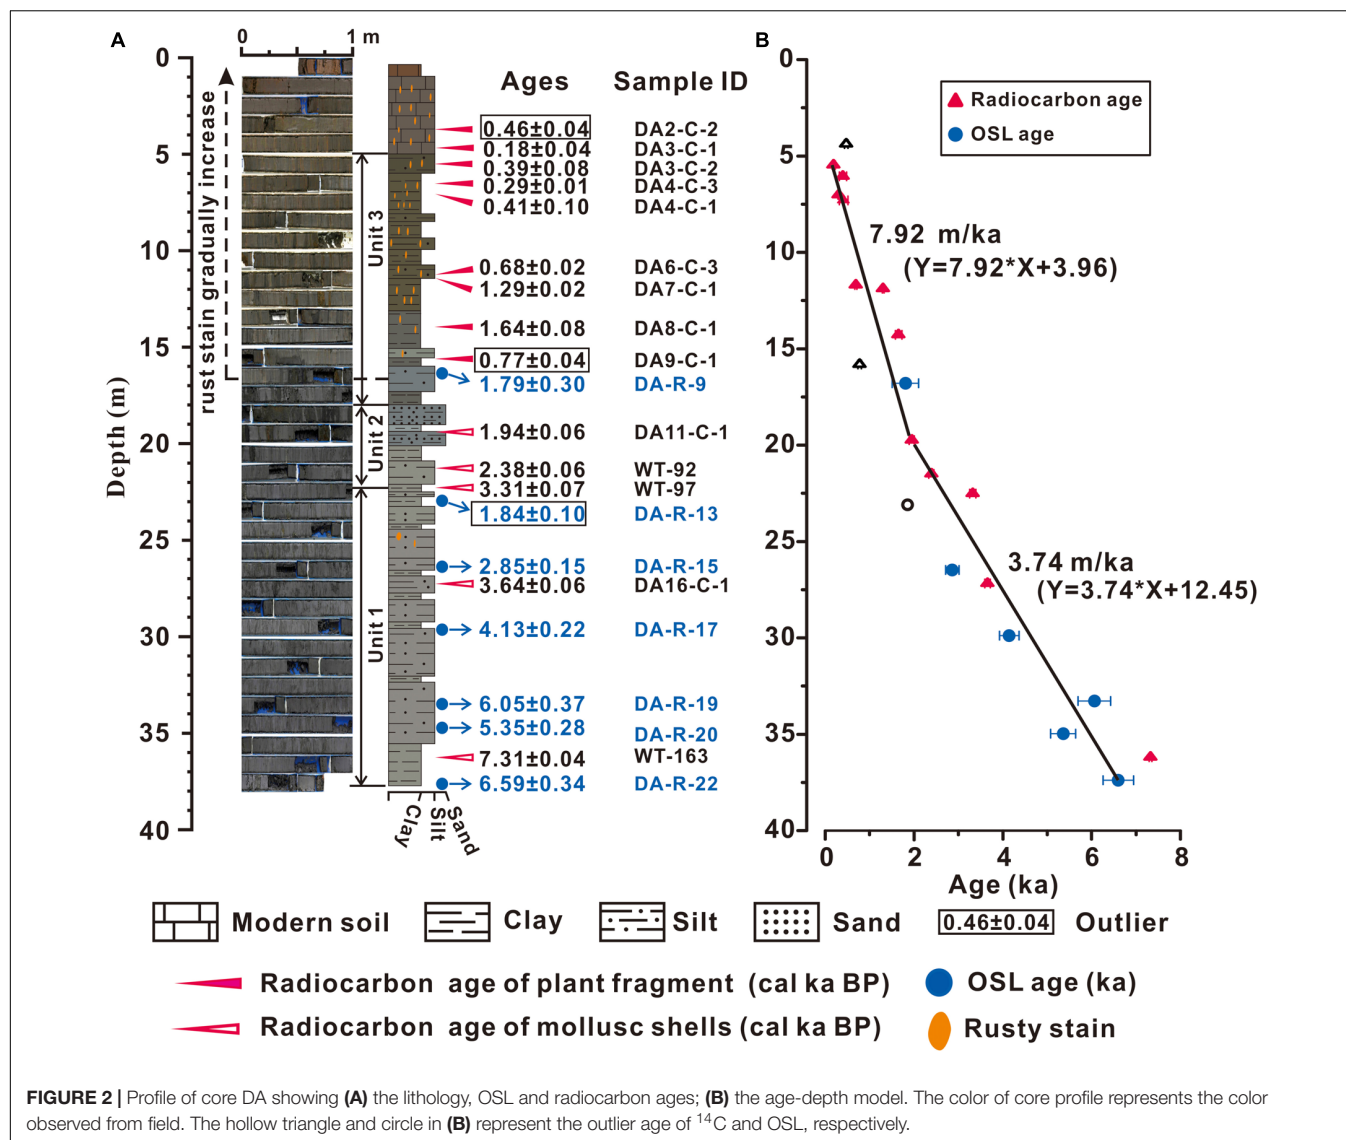 A
0 1 m
B
0
5
10
15
20
25
30
35
40
Depth (m)
rust stain gradually increase
Unit 3
Unit 2
Unit 1
Ages Sample ID
0.46±0.04 DA2-C-2
0.18±0.04 DA3-C-1
0.39±0.08 DA3-C-2
0.29±0.01 DA4-C-3
0.41±0.10 DA4-C-1
0.68±0.02 DA6-C-3
1.29±0.02 DA7-C-1
1.64±0.08 DA8-C-1
0.77±0.04 DA9-C-1
1.79±0.30 DA-R-9
1.94±0.06 DA11-C-1
2.38±0.06 WT-92
3.31±0.07 WT-97
1.84±0.10 DA-R-13
2.85±0.15 DA-R-15
3.64±0.06 DA16-C-1
4.13±0.22 DA-R-17
6.05±0.37 DA-R-19
5.35±0.28 DA-R-20
7.31±0.04 WT-163
6.59±0.34 DA-R-22
Clay
Silt
Sand
0
5
10
15
20
25
30
35
40
Radiocarbon age
OSL age
7.92 m/ka
(Y=7.92*X+3.96)
3.74 m/ka
(Y=3.74*X+12.45)
0 2 4 6 8
Age (ka)
Modern soil Clay Silt Sand 0.46±0.04 Outlier
Radiocarbon age of plant fragment (cal ka BP) OSL age (ka)
Radiocarbon age of mollusc shells (cal ka BP) Rusty stain
FIGURE 2 | Profile of core DA showing (A) the lithology, OSL and radiocarbon ages; (B) the age-depth model. The color of core profile represents the color
observed from field. The hollow triangle and circle in (B) represent the outlier age of 14C and OSL, respectively.